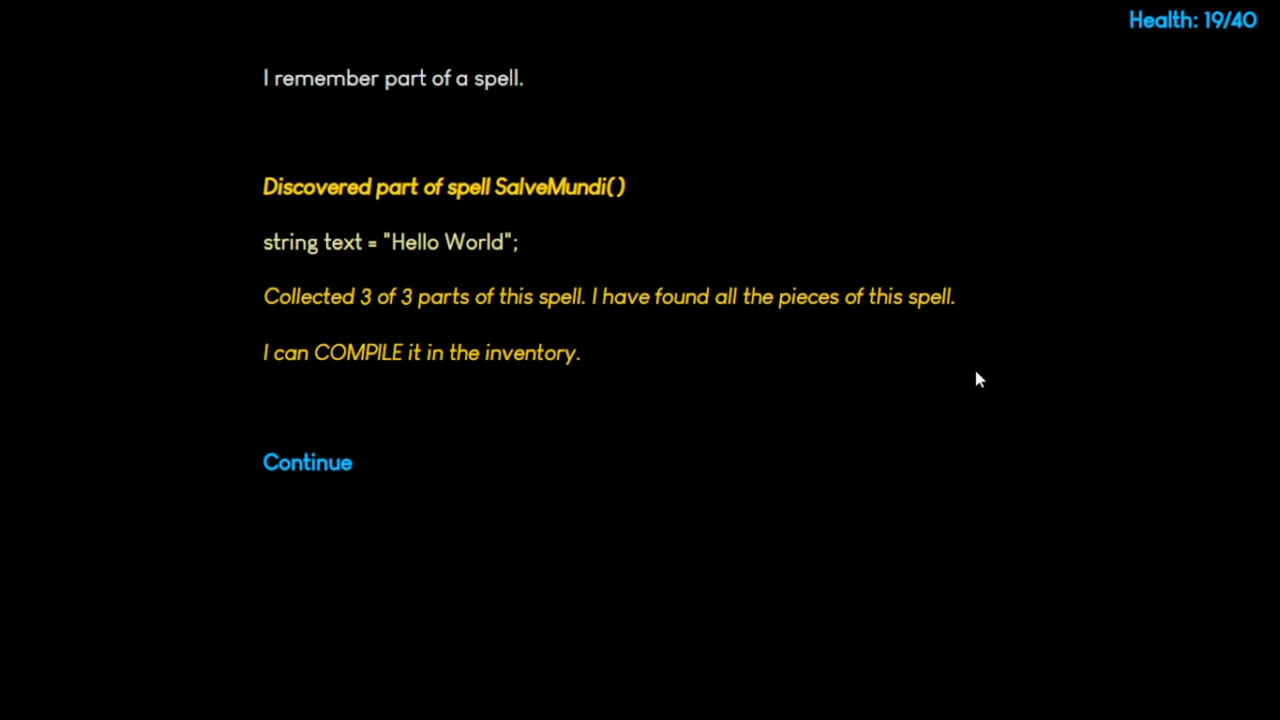 Health: 19/40
I remember part of a spell.
Discovered part of spell SalveMundi()
string text = "Hello World";
Collected 3 of 3 parts of this spell. I have found all the pieces of this spell.
I can COMPILE it in the inventory.
Continue